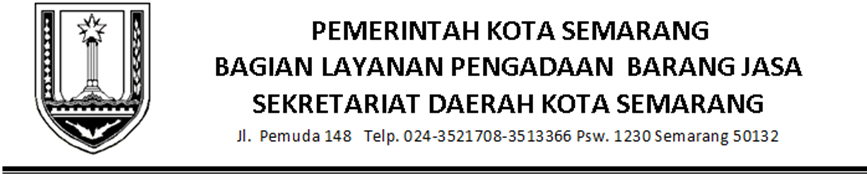 PEMERINTAH KOTA SEMARANG
BAGIAN LAYANAN PENGADAAN BARANG JASA
SEKRETARIAT DAERAH KOTA SEMARANG
Jl. Pemuda 148 Telp. 024-3521708-3513366 Psw. 1230 Semarang 50132